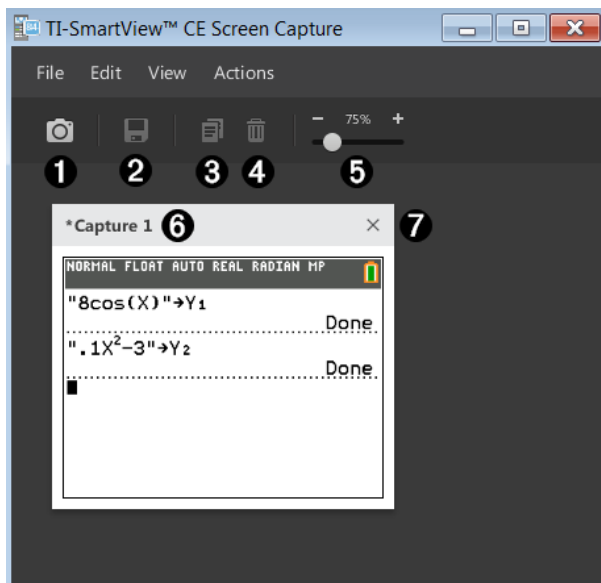 84 TI-SmartView™ CE Screen Capture
File Edit View Actions
− 75% +
1 2 3 4 5
*Capture 1 6 × 7
NORMAL FLOAT AUTO REAL RADIAN MP
"8cos(X)"→Y₁
Done
".1X²−3"→Y₂
Done